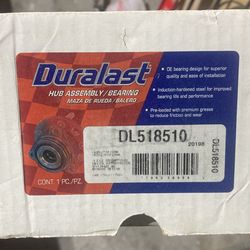 Duralast
HUB ASSEMBLY/BEARING
MAZA DE RUEDA/BALERO
• OE bearing design for superior
quality and ease of installation
• Induction-hardened steel for improved
bearing life and performance
• Pre-loaded with premium grease
to reduce friction and wear
DL518510
20198
DL518510
CONT. 1 PC./PZ.